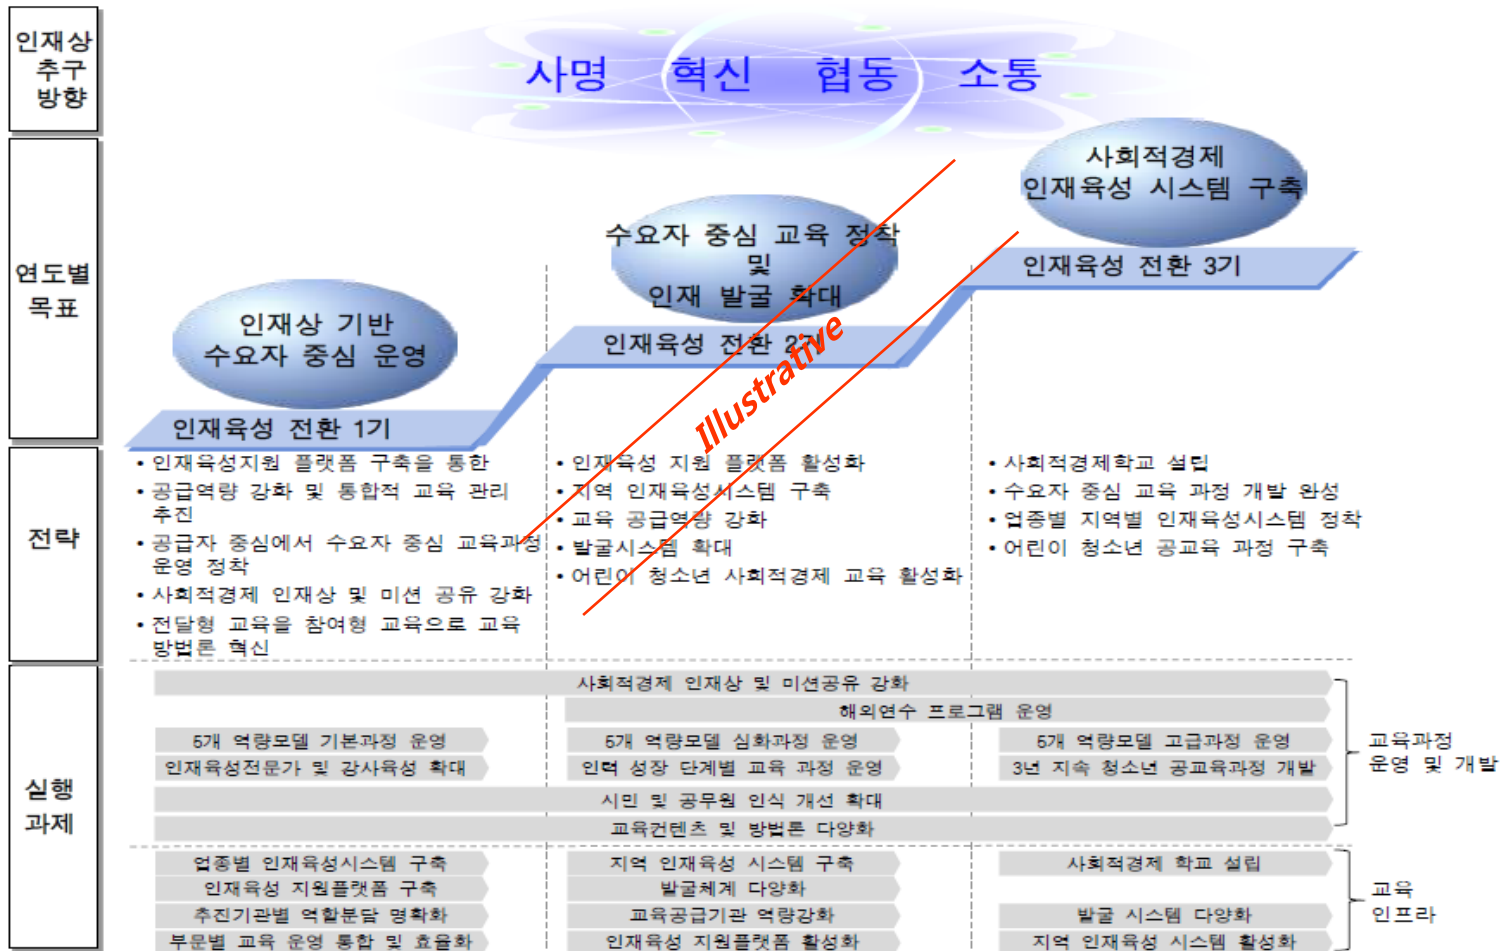 인재상
추구
방향
사명 혁신 협동 소통
연도별
목표
인재상 기반
수요자 중심 운영
인재육성 전환 1기
수요자 중심 교육 정착
및
인재 발굴 확대
인재육성 전환 2기
사회적경제
인재육성 시스템 구축
인재육성 전환 3기
Illustrative
전략
• 인재육성지원 플랫폼 구축을 통한
• 공급역량 강화 및 통합적 교육 관리
추진
• 공급자 중심에서 수요자 중심 교육과정
운영 정착
• 사회적경제 인재상 및 미션 공유 강화
• 전달형 교육을 참여형 교육으로 교육
방법론 혁신
• 인재육성 지원 플랫폼 활성화
• 지역 인재육성시스템 구축
• 교육 공급역량 강화
• 발굴시스템 확대
• 어린이 청소년 사회적경제 교육 활성화
• 사회적경제학교 설립
• 수요자 중심 교육 과정 개발 완성
• 업종별 지역별 인재육성시스템 정착
• 어린이 청소년 공교육 과정 구축
실행
과제
사회적경제 인재상 및 미션공유 강화
해외연수 프로그램 운영
5개 역량모델 기본과정 운영
5개 역량모델 심화과정 운영
5개 역량모델 고급과정 운영
인재육성전문가 및 강사육성 확대
인력 성장 단계별 교육 과정 운영
3년 지속 청소년 공교육과정 개발
시민 및 공무원 인식 개선 확대
교육컨텐츠 및 방법론 다양화
교육과정
운영 및 개발
업종별 인재육성시스템 구축
지역 인재육성 시스템 구축
사회적경제 학교 설립
인재육성 지원플랫폼 구축
발굴체계 다양화
추진기관별 역할분담 명확화
교육공급기관 역량강화
발굴 시스템 다양화
부문별 교육 운영 통합 및 효율화
인재육성 지원플랫폼 활성화
지역 인재육성 시스템 활성화
교육
인프라